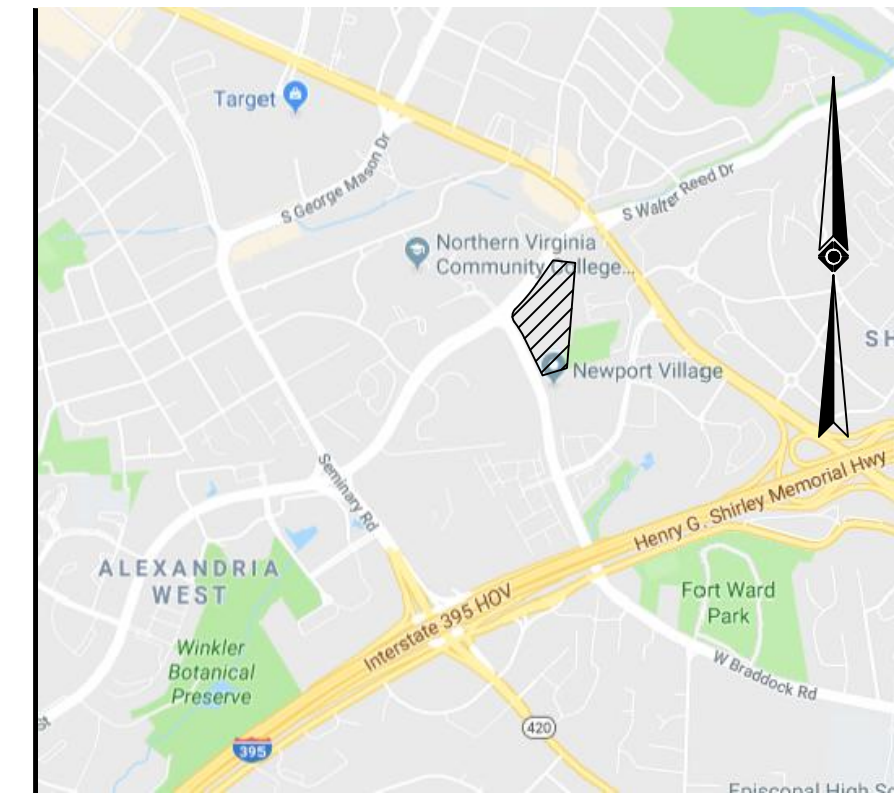 Target
S George Mason Dr
S Walter Reed Dr
Northern Virginia
Community College...
SH
Newport Village
Seminary Rd
Henry G. Shirley Memorial Hwy
ALEXANDRIA
WEST
Interstate 395 HOV
Fort Ward
Park
Winkler
Botanical
Preserve
W Braddock Rd
St
420
395
Episcopal High Sc